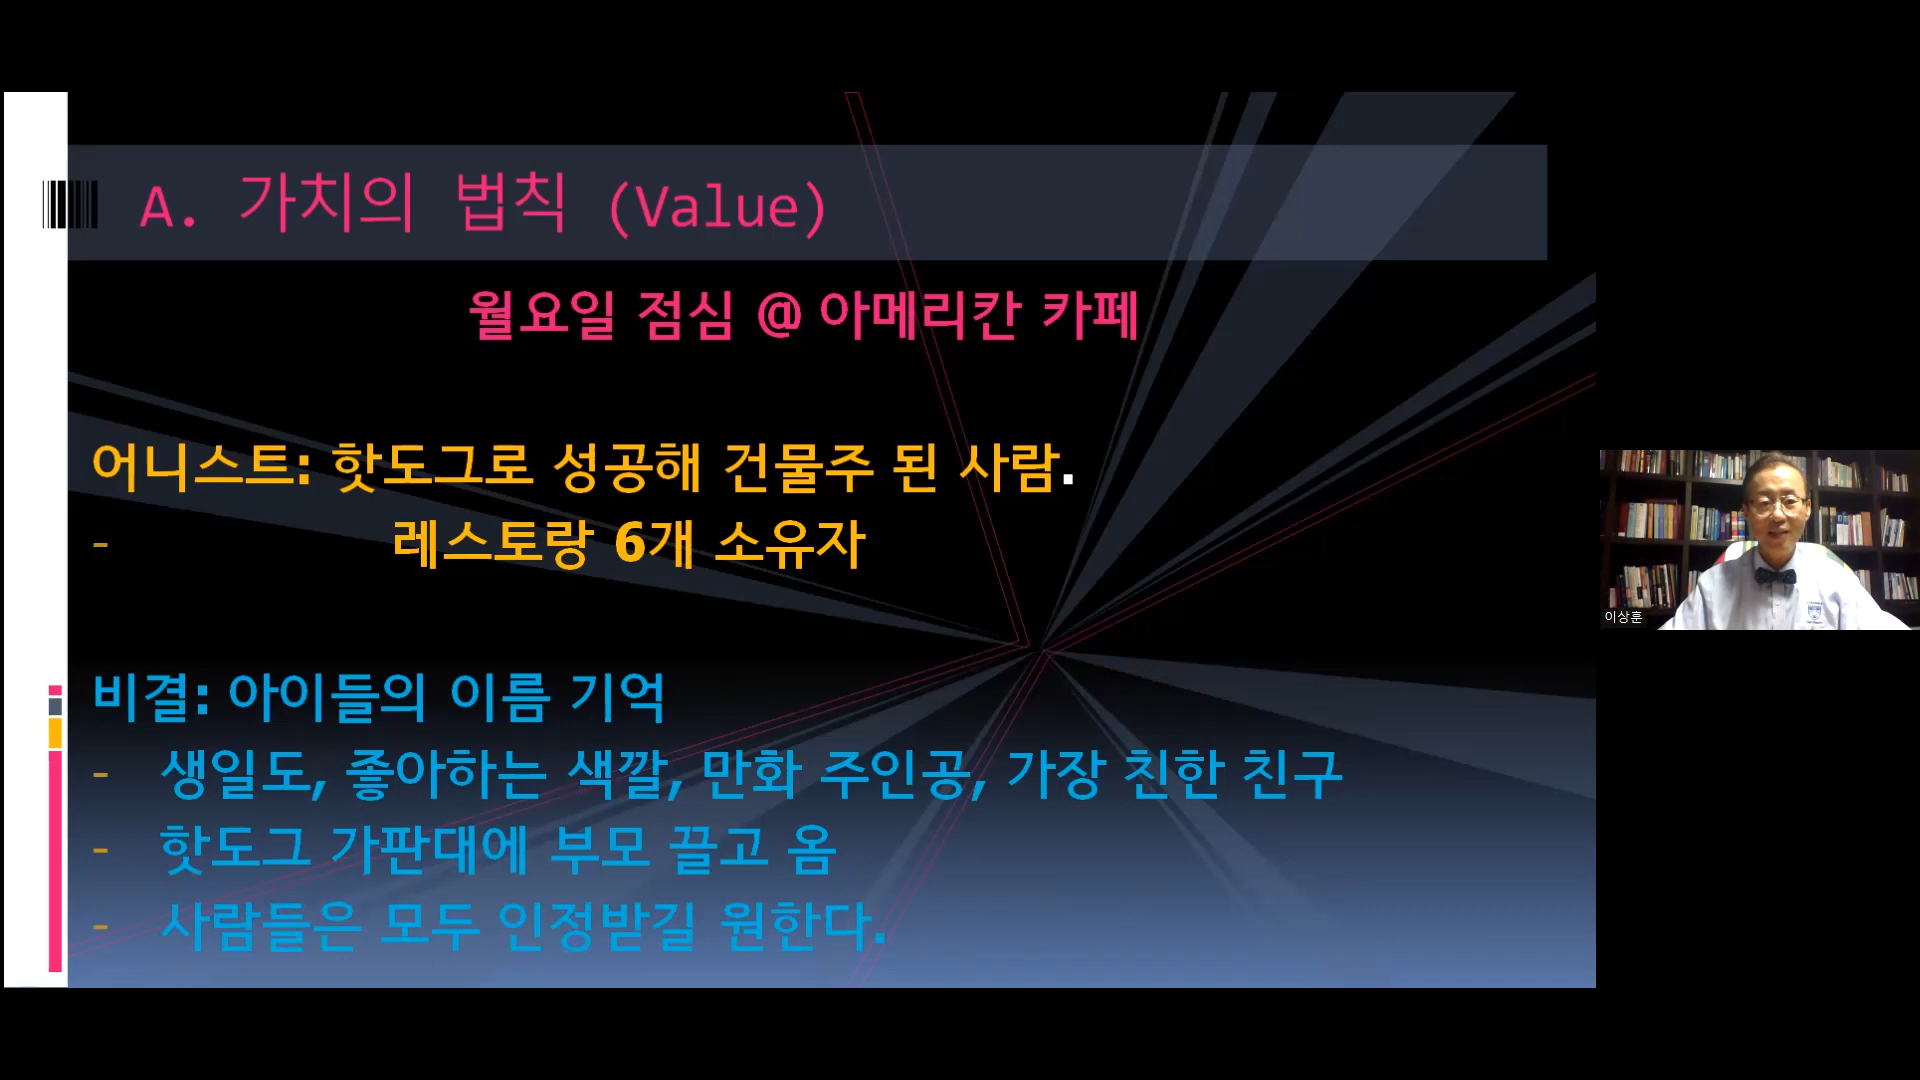 A. 가치의 법칙 (Value)
월요일 점심 @ 아메리칸 카페
어니스트: 핫도그로 성공해 건물주 된 사람.
- 레스토랑 6개 소유자
비결: 아이들의 이름 기억
- 생일도, 좋아하는 색깔, 만화 주인공, 가장 친한 친구
- 핫도그 가판대에 부모 끌고 옴
- 사람들은 모두 인정받길 원한다.
이상훈